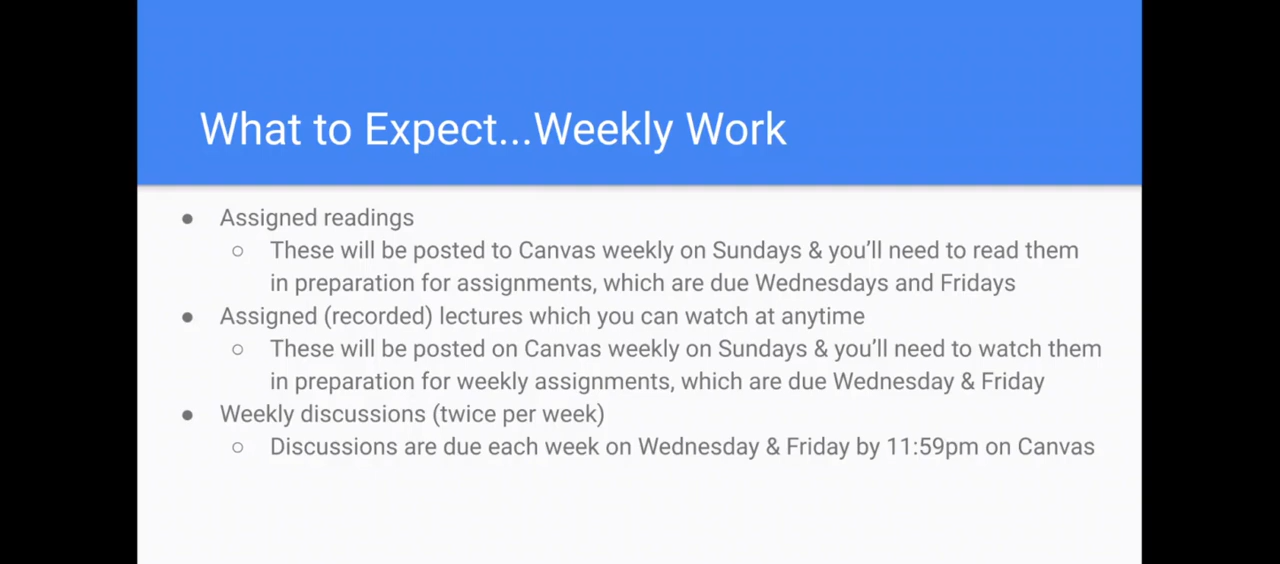 What to Expect...Weekly Work
● Assigned readings
○ These will be posted to Canvas weekly on Sundays & you’ll need to read them
in preparation for assignments, which are due Wednesdays and Fridays
● Assigned (recorded) lectures which you can watch at anytime
○ These will be posted on Canvas weekly on Sundays & you’ll need to watch them
in preparation for weekly assignments, which are due Wednesday & Friday
● Weekly discussions (twice per week)
○ Discussions are due each week on Wednesday & Friday by 11:59pm on Canvas